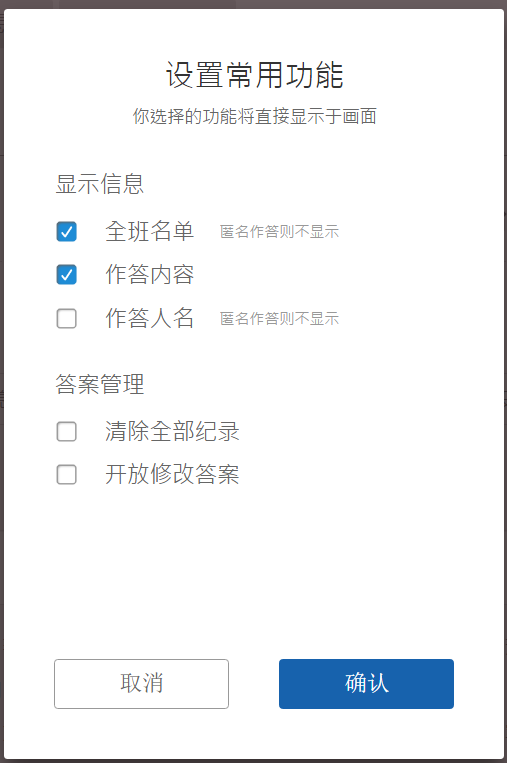 设置常用功能
你选择的功能将直接显示于画面
显示信息
全班名单 匿名作答则不显示
作答内容
作答人名 匿名作答则不显示
答案管理
清除全部纪录
开放修改答案
取消 确认